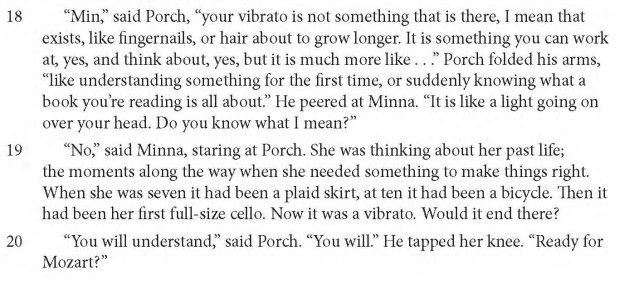 18 “Min,” said Porch, “your vibrato is not something that is there, I mean that
exists, like fingernails, or hair about to grow longer. It is something you can work
at, yes, and think about, yes, but it is much more like . . .” Porch folded his arms,
“like understanding something for the first time, or suddenly knowing what a
book you’re reading is all about.” He peered at Minna. “It is like a light going on
over your head. Do you know what I mean?”
19 “No,” said Minna, staring at Porch. She was thinking about her past life;
the moments along the way when she needed something to make things right.
When she was seven it had been a plaid skirt, at ten it had been a bicycle. Then it
had been her first full-size cello. Now it was a vibrato. Would it end there?
20 “You will understand,” said Porch. “You will.” He tapped her knee. “Ready for
Mozart?”